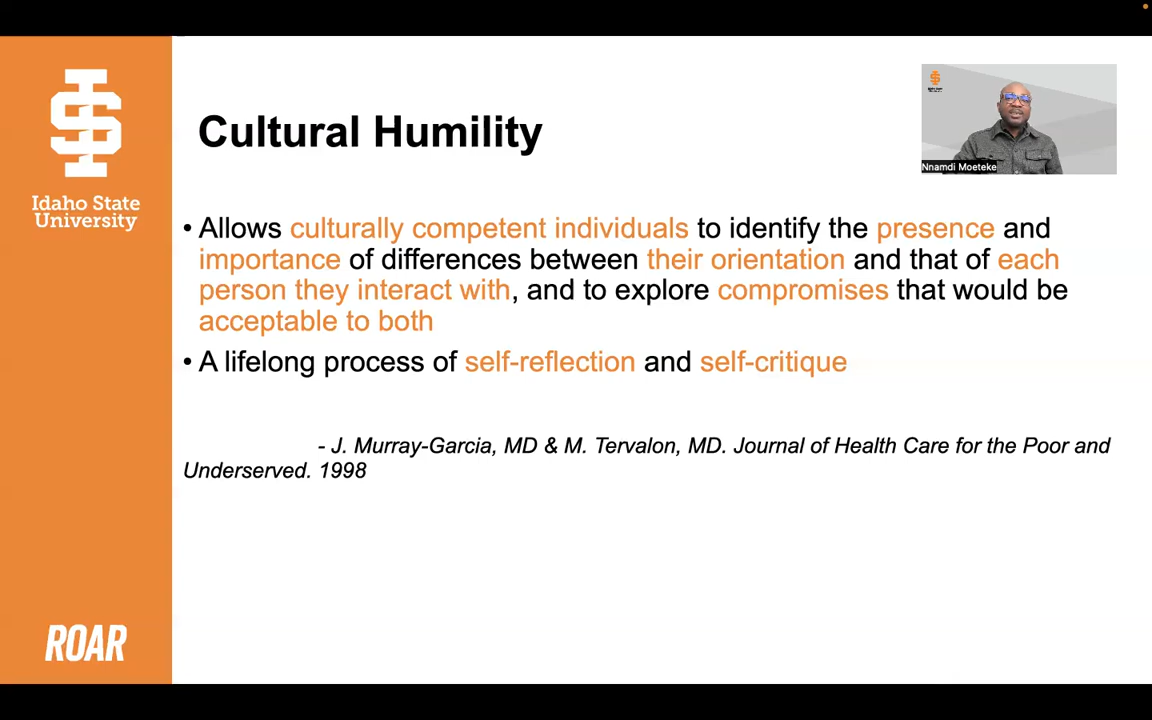 Idaho State
University
Cultural Humility
Nnamdi Moeteke
• Allows culturally competent individuals to identify the presence and
importance of differences between their orientation and that of each
person they interact with, and to explore compromises that would be
acceptable to both
• A lifelong process of self-reflection and self-critique
- J. Murray-Garcia, MD & M. Tervalon, MD. Journal of Health Care for the Poor and
Underserved. 1998
ROAR